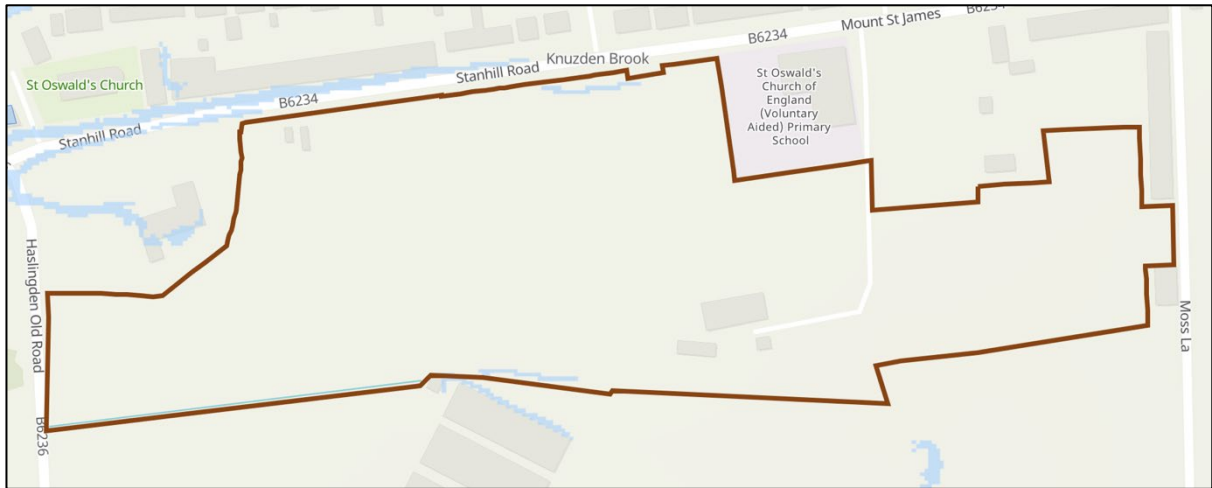 B6234
Mount St James
B6234
Knuzden Brook
Stanhill Road
St Oswald's
Church of
England
(Voluntary
Aided) Primary
School
St Oswald's Church
B6234
Stanhill Road
Haslingden Old Road
Moss La
B6236